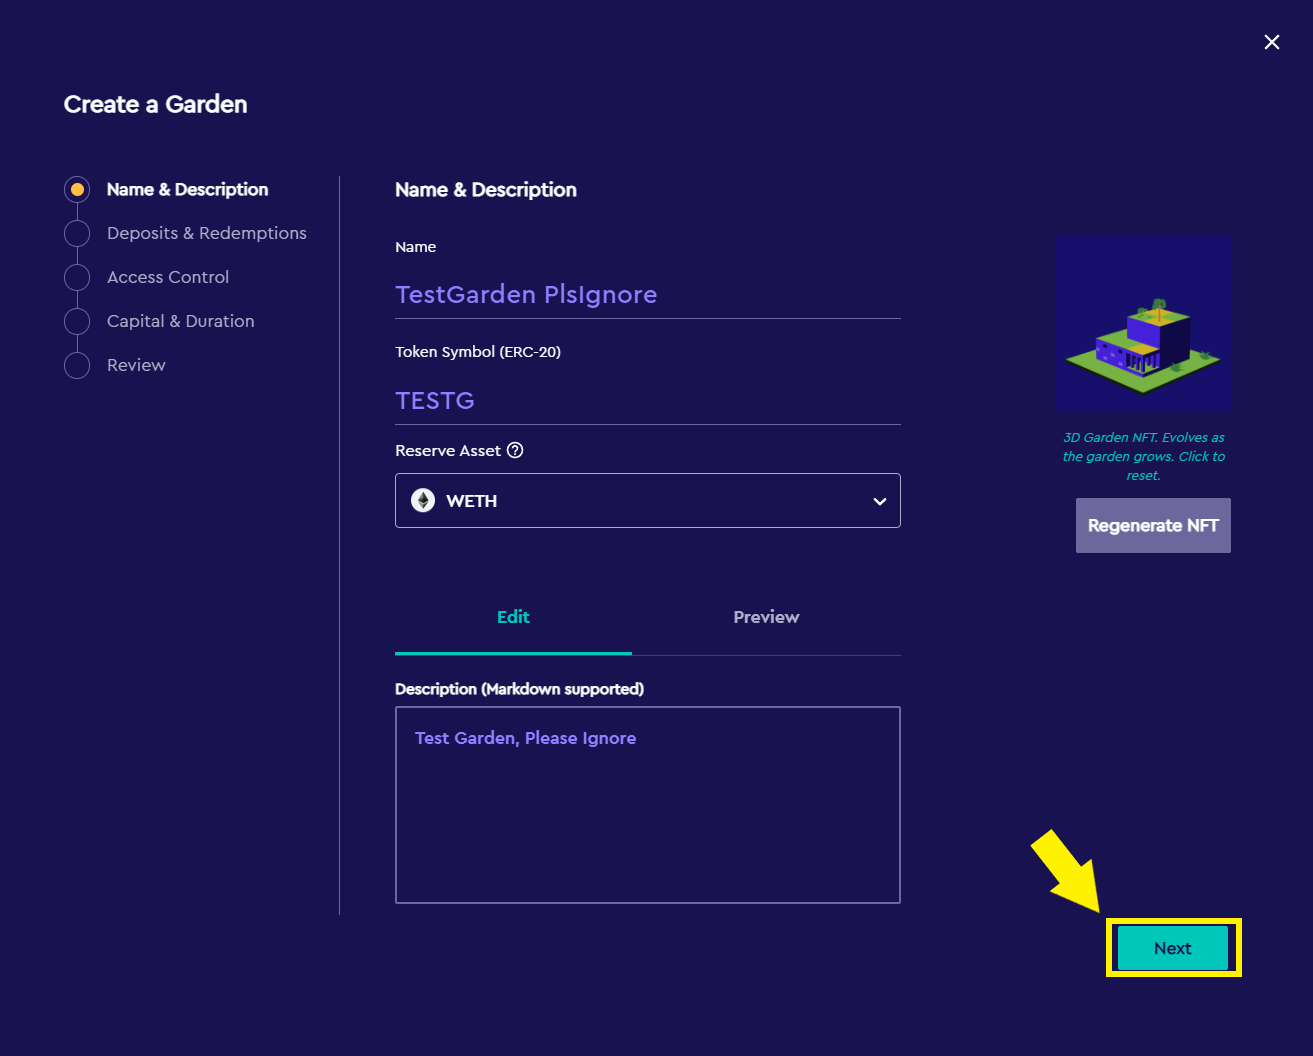 Create a Garden
Name & Description
Deposits & Redemptions
Access Control
Capital & Duration
Review
Name & Description
Name
TestGarden PlsIgnore
Token Symbol (ERC-20)
TESTG
Reserve Asset
WETH
Edit
Preview
Description (Markdown supported)
Test Garden, Please Ignore
3D Garden NFT. Evolves as
the garden grows. Click to
reset.
Regenerate NFT
Next